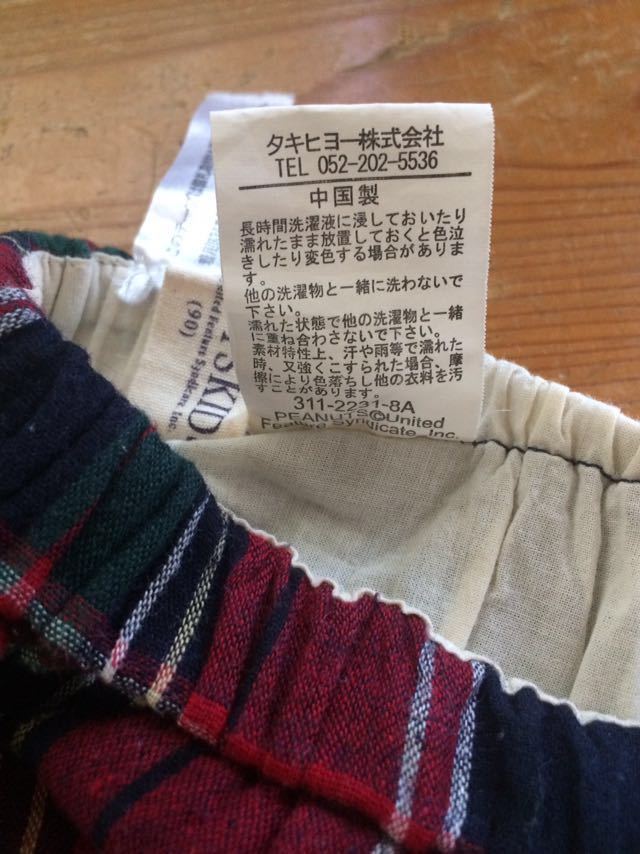 タキヒヨー株式会社
TEL 052-202-5536
中国製
長時間洗濯液に浸しておいたり
濡れたまま放置しておくと色泣
きしたり変色する場合がありま
す。
他の洗濯物と一緒に洗わないで
下さい。
濡れた状態で他の洗濯物と一緒
に重ね合わさないで下さい。
素材特性上、汗や雨等で濡れた
時、又強くこすられた場合、摩
擦により色落ちし他の衣料を汚
すことがあります。
311-2231-8A
PEANUTS©United
Feature Syndicate, Inc.
SKID
(90)
Features Syndicate Inc